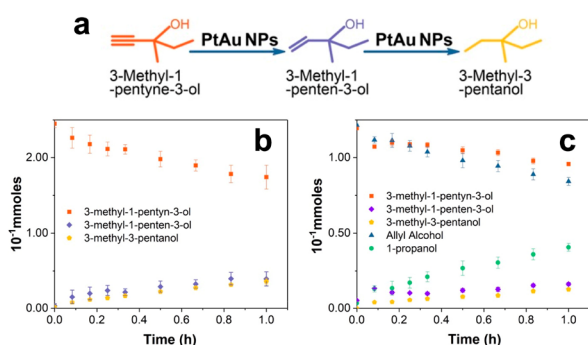 a
OH
OH
OH
PtAu NPs
PtAu NPs
3-Methyl-1
-pentyne-3-ol
3-Methyl-1
-penten-3-ol
3-Methyl-3
-pentanol
b
10⁻¹mmoles
2.00
1.00
0.00
3-methyl-1-pentyn-3-ol
3-methyl-1-penten-3-ol
3-methyl-3-pentanol
0.0 0.2 0.4 0.6 0.8 1.0
Time (h)
c
10⁻¹mmoles
1.00
0.50
0.00
3-methyl-1-pentyn-3-ol
3-methyl-1-penten-3-ol
3-methyl-3-pentanol
Allyl Alcohol
1-propanol
0.0 0.2 0.4 0.6 0.8 1.0
Time (h)